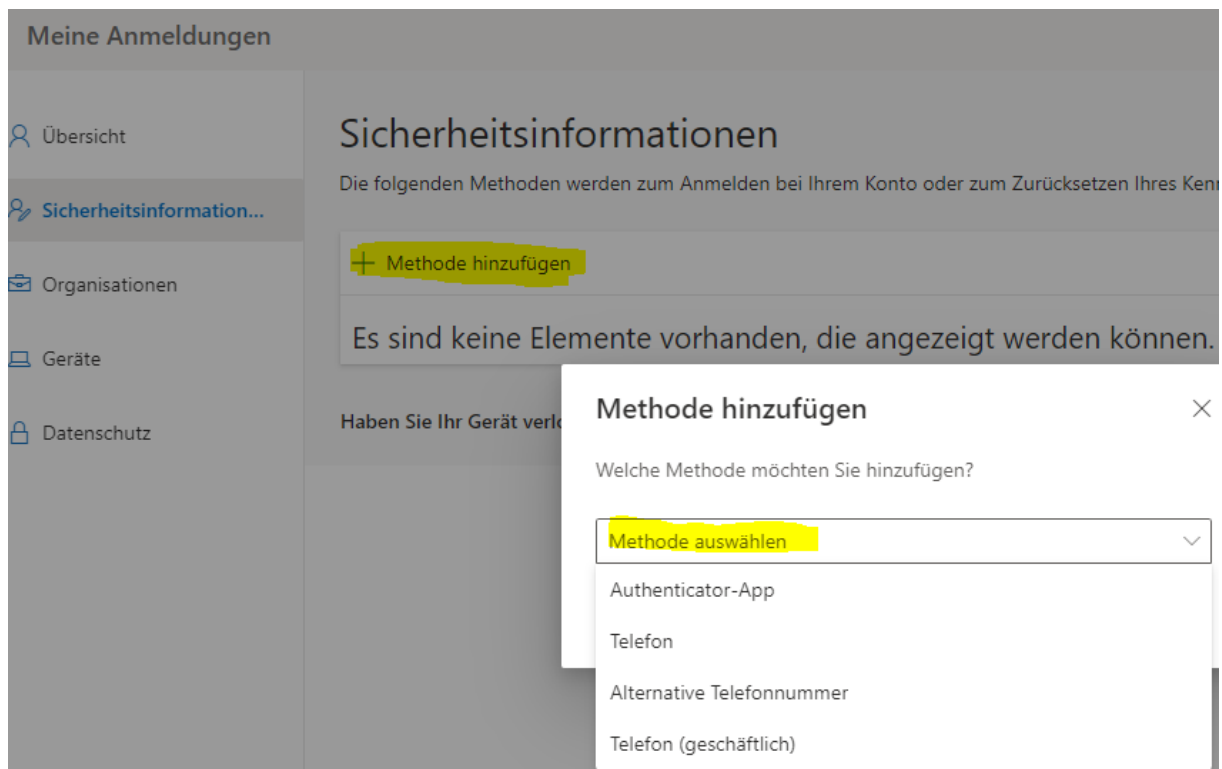 Meine Anmeldungen
Übersicht
Sicherheitsinformation...
Organisationen
Geräte
Datenschutz
Sicherheitsinformationen
Die folgenden Methoden werden zum Anmelden bei Ihrem Konto oder zum Zurücksetzen Ihres
+ Methode hinzufügen
Es sind keine Elemente vorhanden, die angezeigt werden können.
Haben Sie Ihr Gerät
Methode hinzufügen
Welche Methode möchten Sie hinzufügen?
Methode auswählen
Authenticator-App
Telefon
Alternative Telefonnummer
Telefon (geschäftlich)